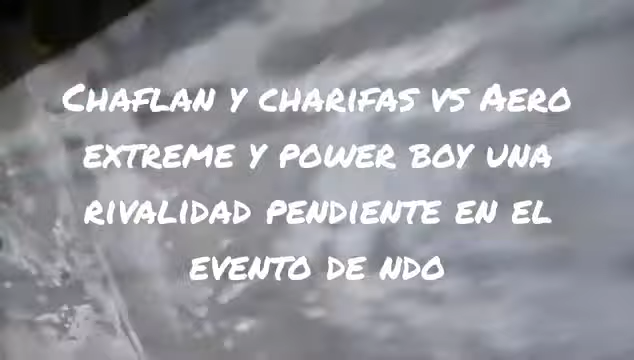 Chaflan y charifas vs Aero
extreme y power boy una
rivalidad pendiente en el
evento de ndo